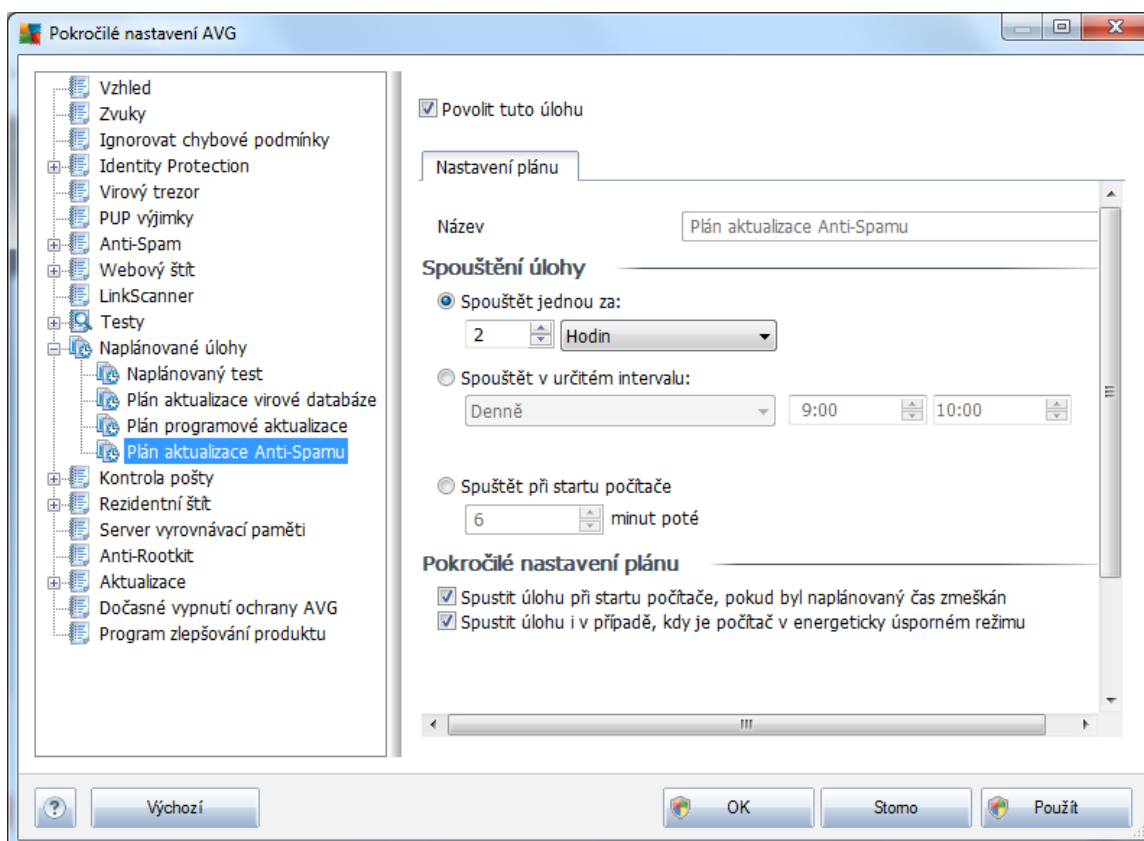 Pokročilé nastavení AVG
Vzhled
Zvuky
Ignorovat chybové podmínky
Identity Protection
Virový trezor
PUP výjimky
Anti-Spam
Webový štít
LinkScanner
Testy
Naplánované úlohy
Naplánovaný test
Plán aktualizace virové databáze
Plán programové aktualizace
Plán aktualizace Anti-Spamu
Kontrola pošty
Rezidentní štít
Server vyrovnávací paměti
Anti-Rootkit
Aktualizace
Dočasné vypnutí ochrany AVG
Program zlepšování produktu
Povolit tuto úlohu
Nastavení plánu
Název Plán aktualizace Anti-Spamu
Spouštění úlohy
Spouštět jednou za:
2 Hodin
Spouštět v určitém intervalu:
Denně 9:00 10:00
Spuštět při startu počítače
6 minut poté
Pokročilé nastavení plánu
Spustit úlohu při startu počítače, pokud byl naplánovaný čas zmeškán
Spustit úlohu i v případě, kdy je počítač v energeticky úsporném režimu
? Výchozí OK Storno Použít